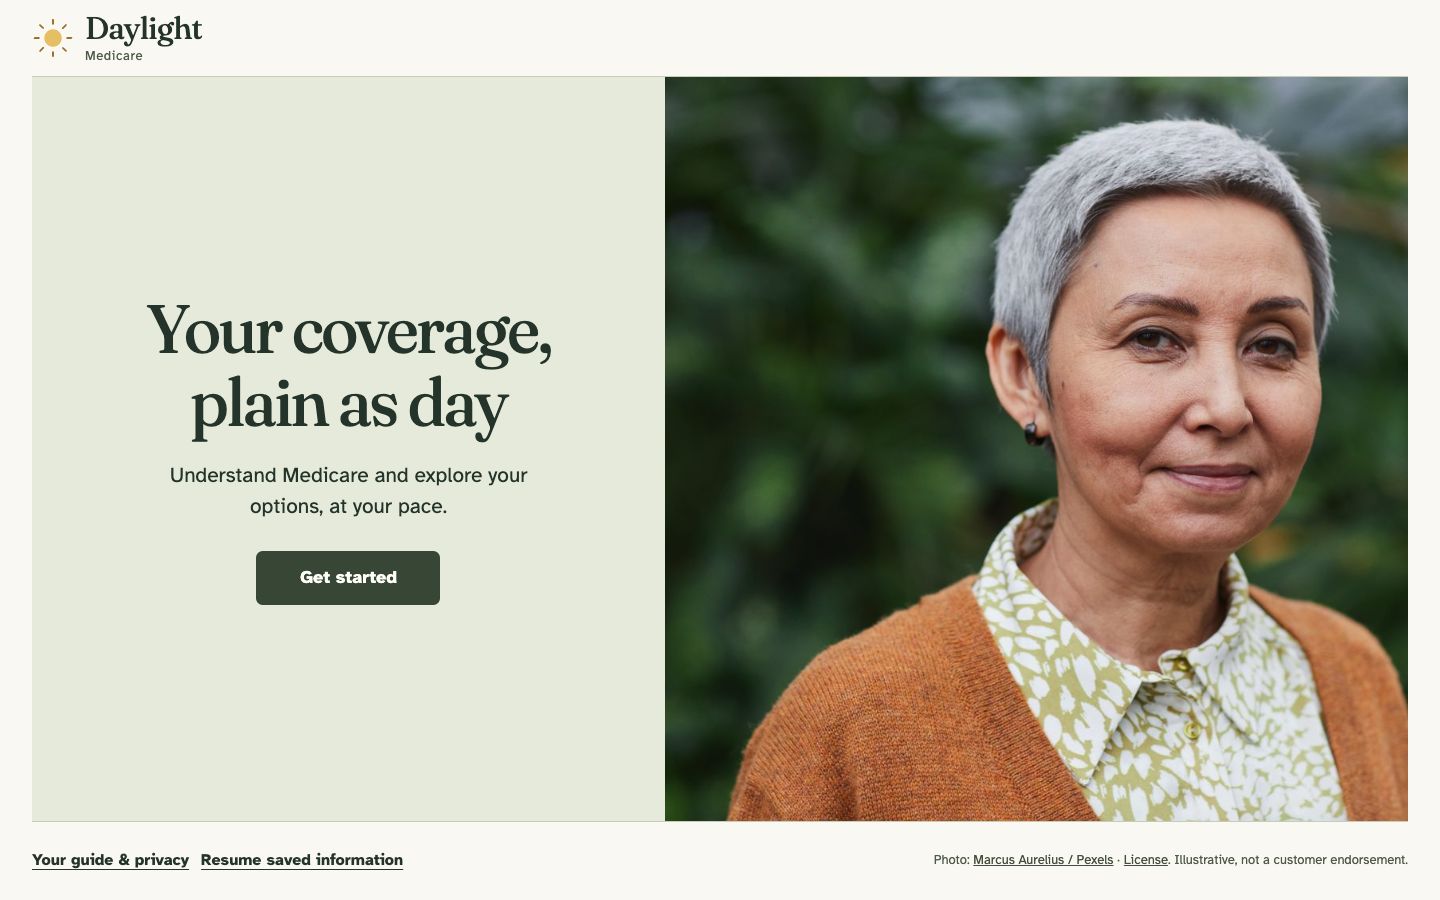 Daylight
Medicare
Your coverage,
plain as day
Understand Medicare and explore your
options, at your pace.
Get started
Your guide & privacy Resume saved information
Photo: Marcus Aurelius / Pexels · License. Illustrative, not a customer endorsement.